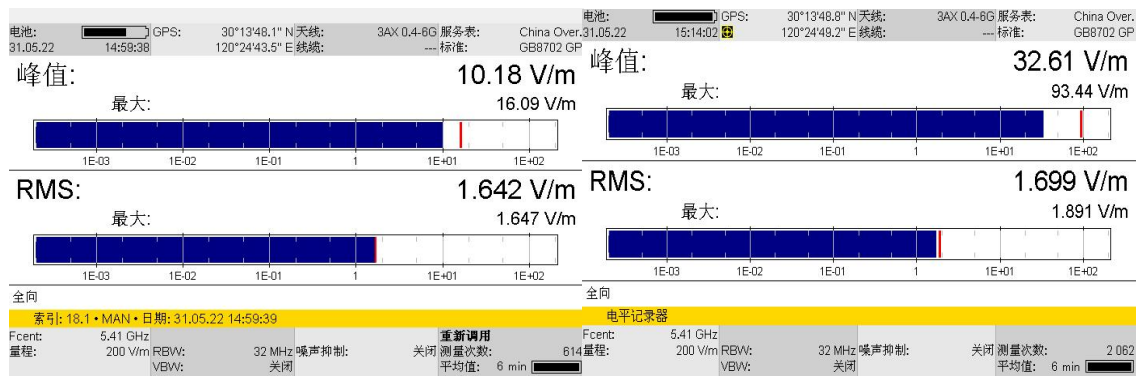 电池: GPS: 30°13'48.1" N 天线: 3AX 0.4-6G 服务表: China Over.
31.05.22 14:59:38 120°24'43.5" E 线缆: --- 标准: GB8702 GP
峰值: 10.18 V/m
最大: 16.09 V/m
1E-03 1E-02 1E-01 1 1E+01 1E+02
RMS: 1.642 V/m
最大: 1.647 V/m
1E-03 1E-02 1E-01 1 1E+01 1E+02
全向
索引: 18.1 • MAN • 日期: 31.05.22 14:59:39
Fcent: 5.41 GHz 重新调用
量程: 200 V/m RBW: 32 MHz 噪声抑制: 关闭 测量次数: 614
VBW: 关闭 平均值: 6 min
电池: GPS: 30°13'48.8" N 天线: 3AX 0.4-6G 服务表: China Over.
31.05.22 15:14:02 120°24'49.2" E 线缆: --- 标准: GB8702 GP
峰值: 32.61 V/m
最大: 93.44 V/m
1E-03 1E-02 1E-01 1 1E+01 1E+02
RMS: 1.699 V/m
最大: 1.891 V/m
1E-03 1E-02 1E-01 1 1E+01 1E+02
全向
电平记录器
Fcent: 5.41 GHz
量程: 200 V/m RBW: 32 MHz 噪声抑制: 关闭 测量次数: 2 062
VBW: 关闭 平均值: 6 min